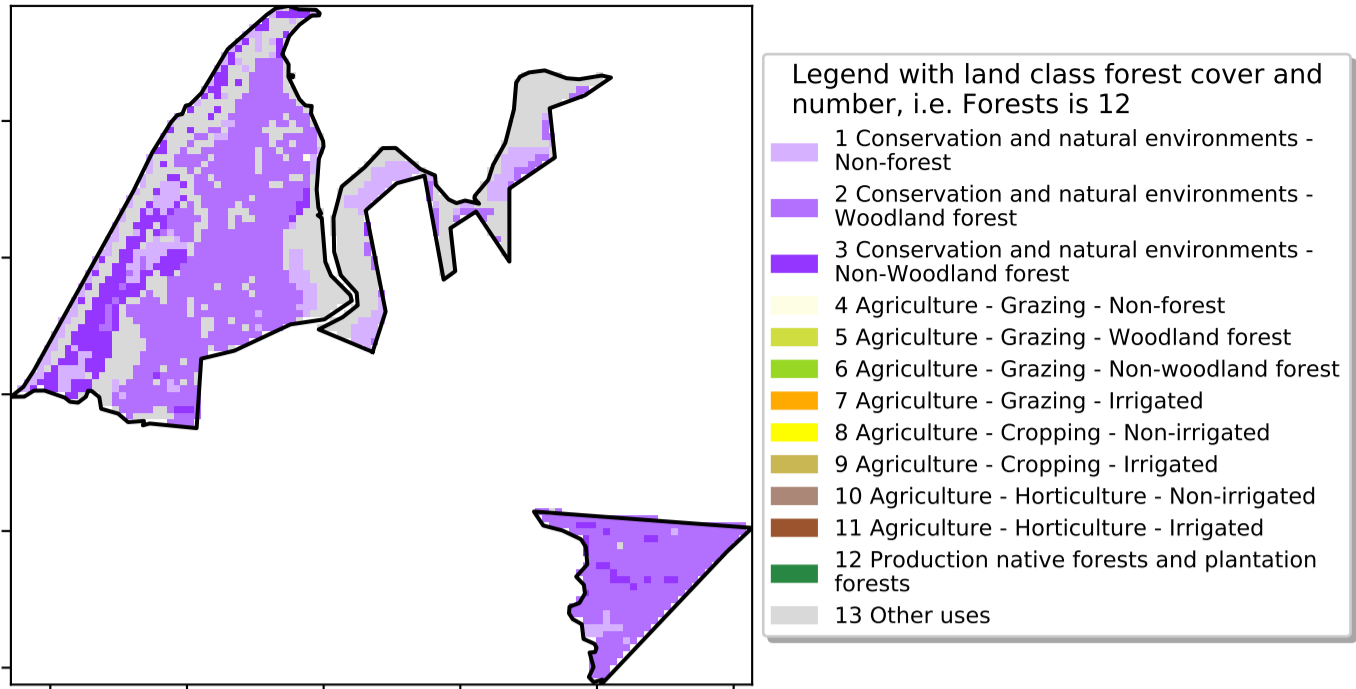 Legend with land class forest cover and
number, i.e. Forests is 12
1 Conservation and natural environments -
Non-forest
2 Conservation and natural environments -
Woodland forest
3 Conservation and natural environments -
Non-Woodland forest
4 Agriculture - Grazing - Non-forest
5 Agriculture - Grazing - Woodland forest
6 Agriculture - Grazing - Non-woodland forest
7 Agriculture - Grazing - Irrigated
8 Agriculture - Cropping - Non-irrigated
9 Agriculture - Cropping - Irrigated
10 Agriculture - Horticulture - Non-irrigated
11 Agriculture - Horticulture - Irrigated
12 Production native forests and plantation
forests
13 Other uses